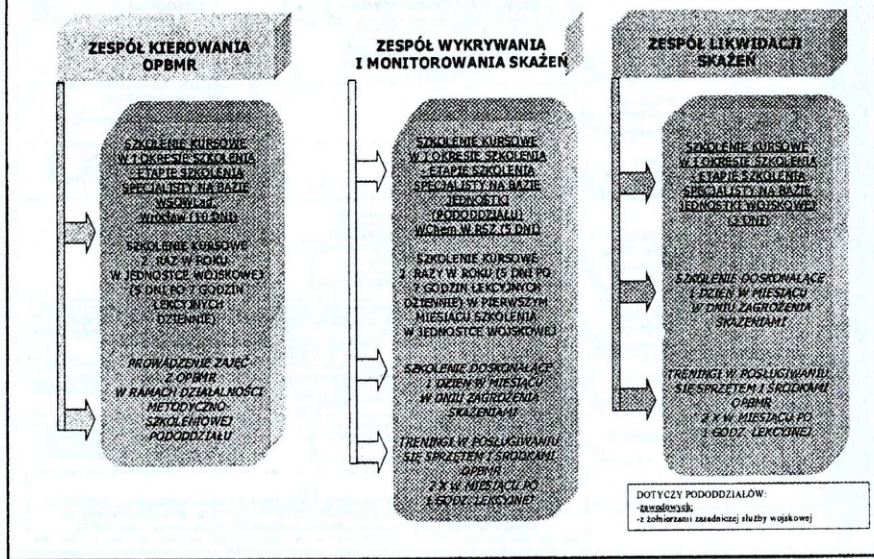 ZESPÓŁ KIEROWANIA
OPBMR
SZKOLENIE KURSOWE
W I OKRESIE SZKOLENIA
- ETAPIE SZKOLENIA
SPECJALISTY NA BAZIE
WSOWLąd.
Wrocław (10 DNI)
SZKOLENIE KURSOWE
2 RAZ W ROKU
W JEDNOSTCE WOJSKOWEJ
(5 DNI PO 7 GODZIN
LEKCYJNYCH
DZIENNIE)
PROWADZENIE ZAJĘĆ
Z OPBMR
W RAMACH DZIAŁALNOŚCI
METODYCZNO-
SZKOLENIOWEJ
PODODDZIAŁU
ZESPÓŁ WYKRYWANIA
I MONITOROWANIA SKAŻEŃ
SZKOLENIE KURSOWE
W I OKRESIE SZKOLENIA
- ETAPIE SZKOLENIA
SPECJALISTY NA BAZIE
JEDNOSTKI
(PODODDZIAŁU)
WChem W RSZ (5 DNI)
SZKOLENIE KURSOWE
2 RAZY W ROKU (5 DNI PO
7 GODZIN LEKCYJNYCH
DZIENNIE) W PIERWSZYM
MIESIĄCU SZKOLENIA
W JEDNOSTCE WOJSKOWEJ
SZKOLENIE DOSKONALĄCE
1 DZIEŃ W MIESIĄCU
W DNIU ZAGROŻENIA
SKAŻENIAMI
TRENINGI W POSŁUGIWANIU
SIĘ SPRZĘTEM I ŚRODKAMI
OPBMR
2 X W MIESIĄCU PO
1 GODZ. LEKCYJNEJ
ZESPÓŁ LIKWIDACJI
SKAŻEŃ
SZKOLENIE KURSOWE
W I OKRESIE SZKOLENIA
- ETAPIE SZKOLENIA
SPECJALISTY NA BAZIE
JEDNOSTKI WOJSKOWEJ
DNI)
SZKOLENIE DOSKONALĄCE
1 DZIEŃ W MIESIĄCU
W DNIU ZAGROŻENIA
SKAŻENIAMI
TRENINGI W POSŁUGIWANIU
SIĘ SPRZĘTEM I ŚRODKAMI
OPBMR
2 X W MIESIĄCU PO
1 GODZ. LEKCYJNEJ
DOTYCZY PODODDZIAŁÓW:
-zawodowych;
-z żołnierzami zasadniczej służby wojskowej